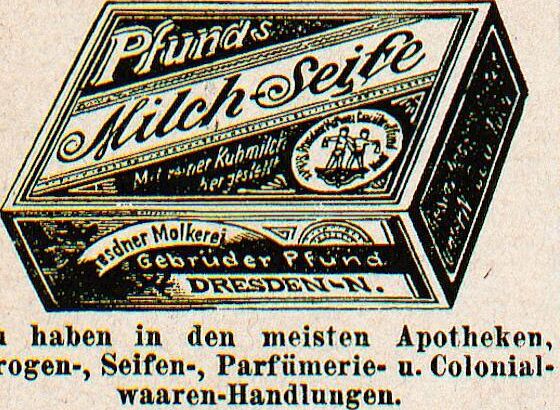 Pfunds
Milch-Seife
Mit reiner Kuhmilch
hergestellt
esdner Molkerei
Gebrüder Pfund
DRESDEN-N.
u haben in den meisten Apotheken,
rogen-, Seifen-, Parfümerie- u. Colonial-
waaren-Handlungen.